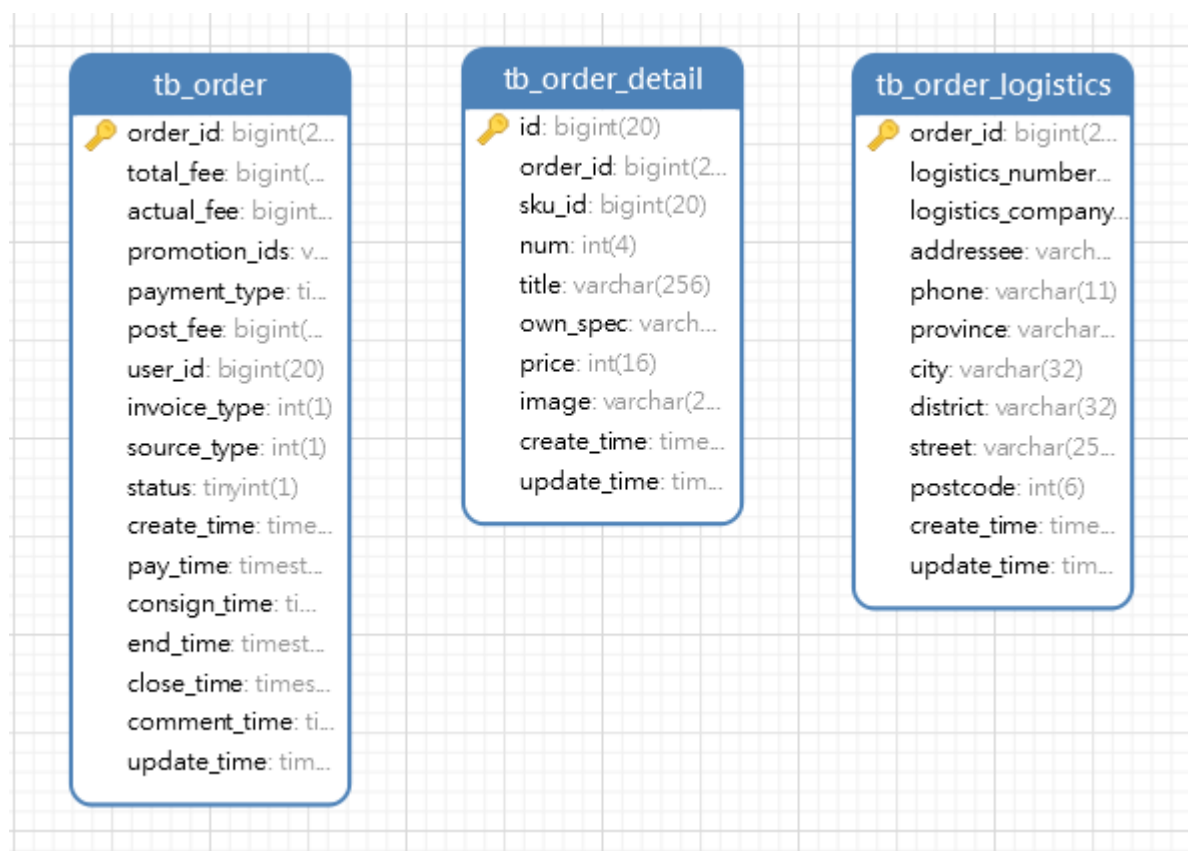 tb_order
order_id: bigint(2...
total_fee: bigint(...
actual_fee: bigint...
promotion_ids: v...
payment_type: ti...
post_fee: bigint(...
user_id: bigint(20)
invoice_type: int(1)
source_type: int(1)
status: tinyint(1)
create_time: time...
pay_time: timest...
consign_time: ti...
end_time: timest...
close_time: times...
comment_time: ti...
update_time: tim...
tb_order_detail
id: bigint(20)
order_id: bigint(2...
sku_id: bigint(20)
num: int(4)
title: varchar(256)
own_spec: varch...
price: int(16)
image: varchar(2...
create_time: time...
update_time: tim...
tb_order_logistics
order_id: bigint(2...
logistics_number...
logistics_company...
addressee: varch...
phone: varchar(11)
province: varchar...
city: varchar(32)
district: varchar(32)
street: varchar(25...
postcode: int(6)
create_time: time...
update_time: tim...